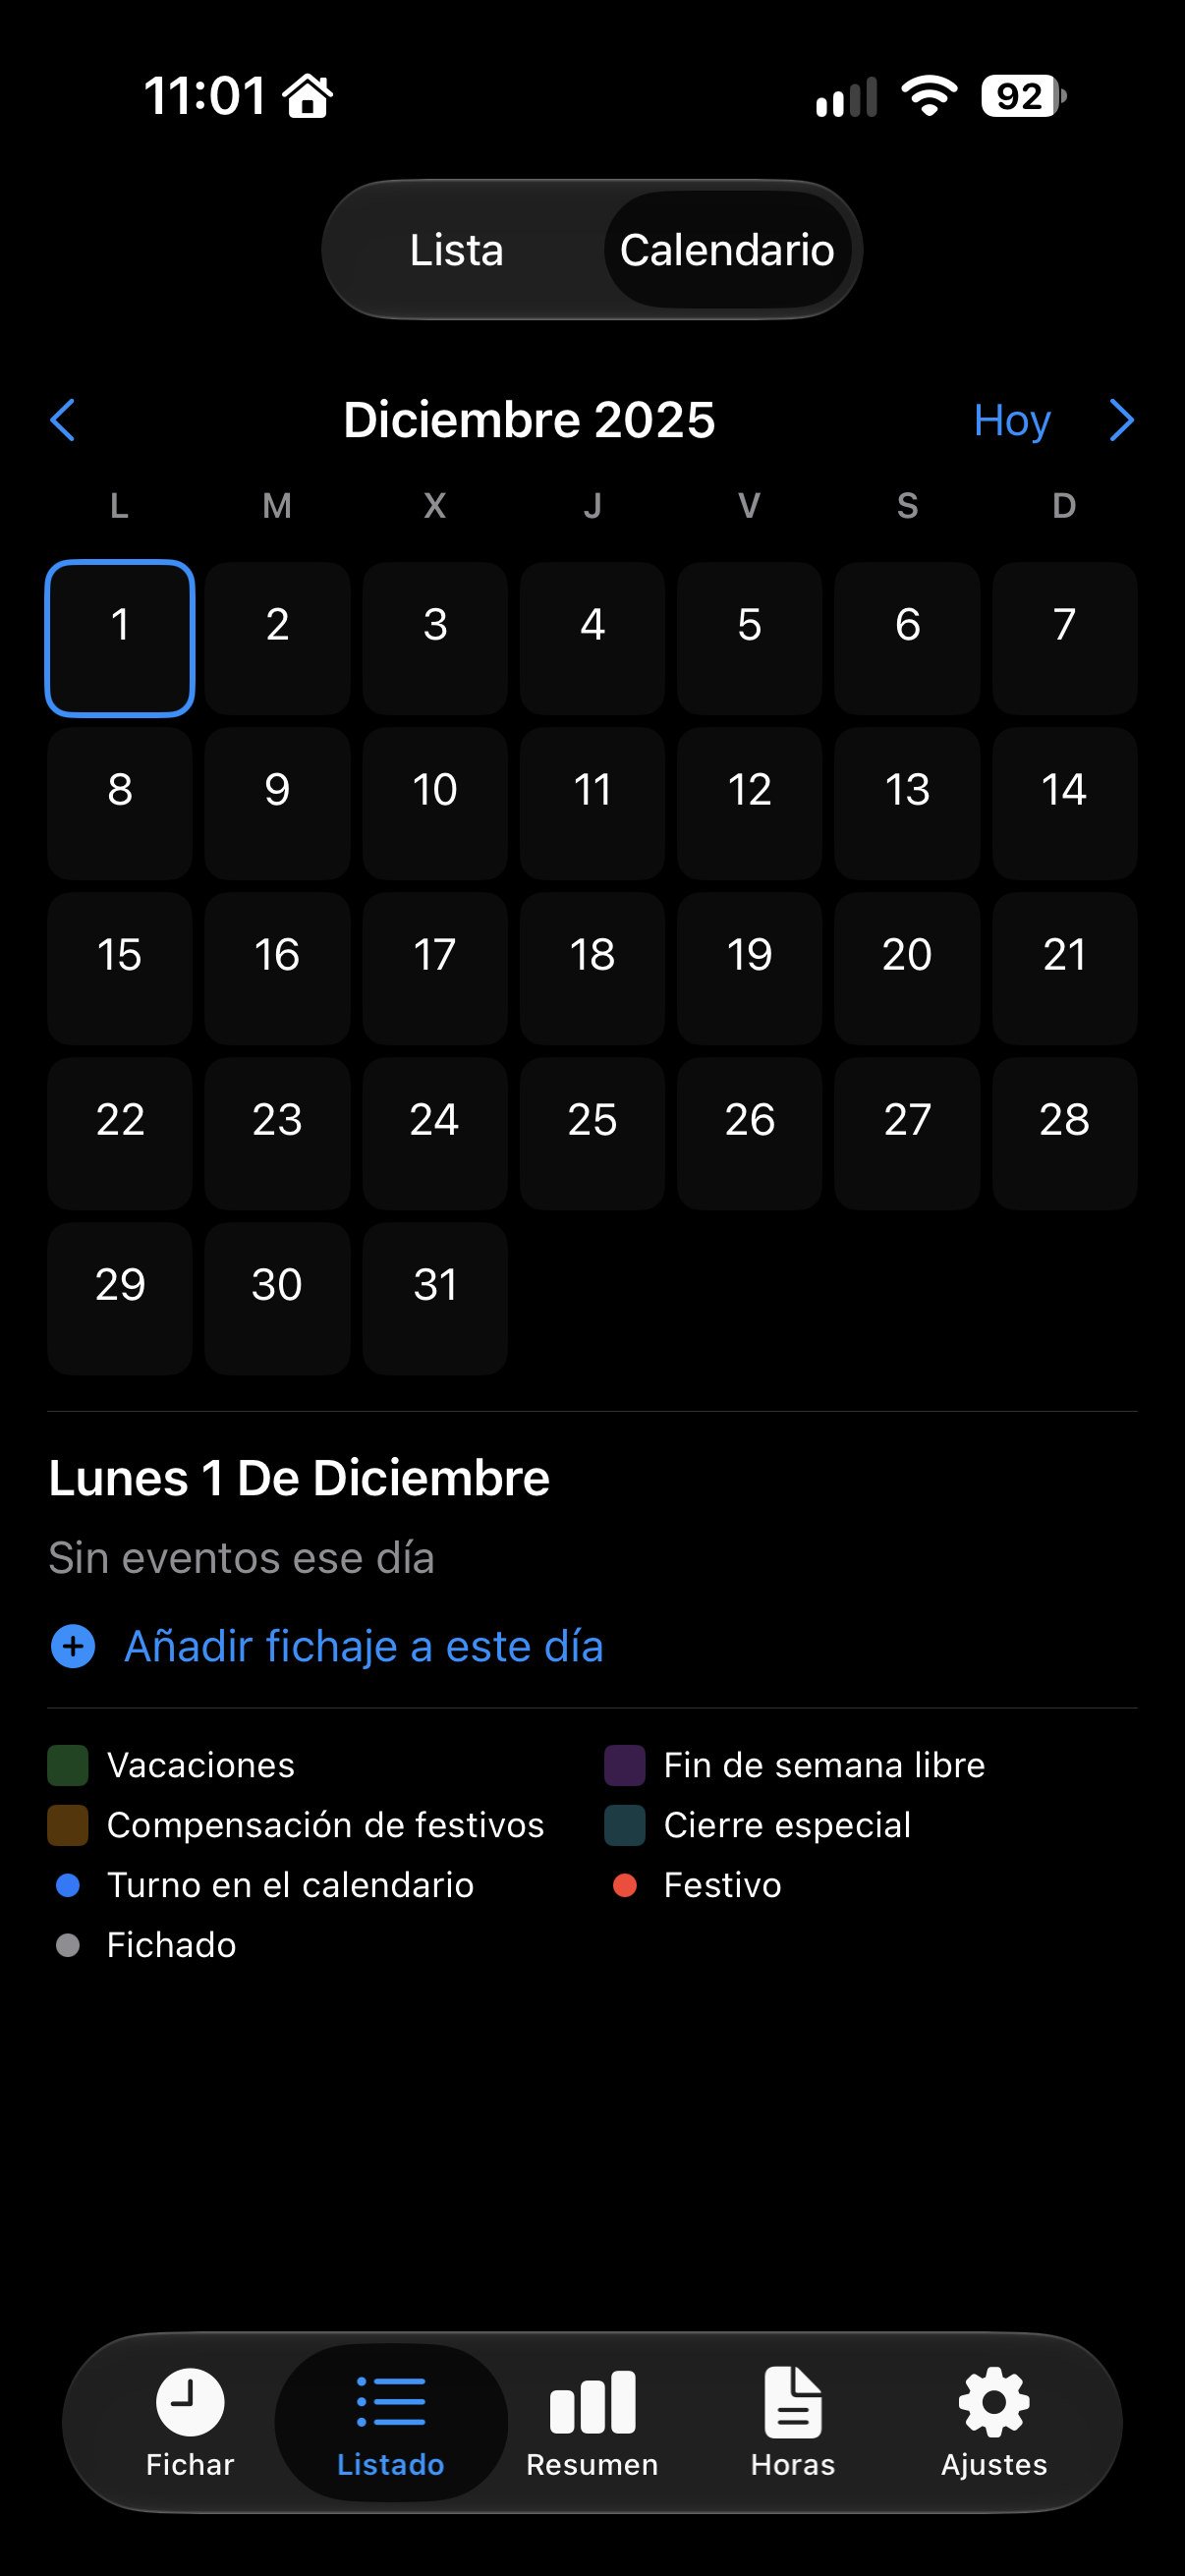 11:01
92
Lista Calendario
Diciembre 2025 Hoy
L M X J V S D
1 2 3 4 5 6 7
8 9 10 11 12 13 14
15 16 17 18 19 20 21
22 23 24 25 26 27 28
29 30 31
Lunes 1 De Diciembre
Sin eventos ese día
Añadir fichaje a este día
Vacaciones Fin de semana libre
Compensación de festivos Cierre especial
Turno en el calendario Festivo
Fichado
Fichar Listado Resumen Horas Ajustes